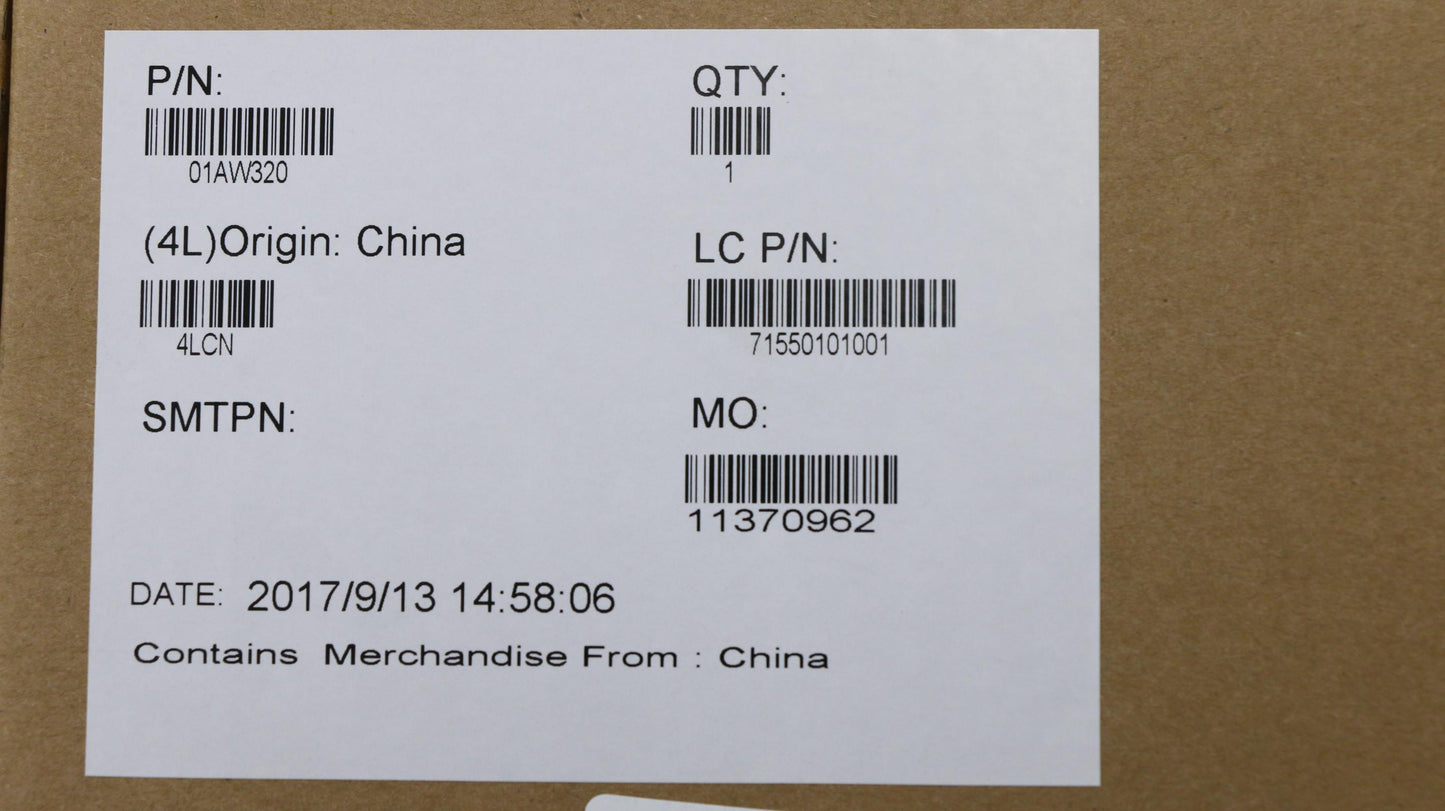 P/N:
01AW320
QTY:
1
(4L)Origin: China
4LCN
LC P/N:
71550101001
SMTPN:
MO:
11370962
DATE: 2017/9/13 14:58:06
Contains Merchandise From : China